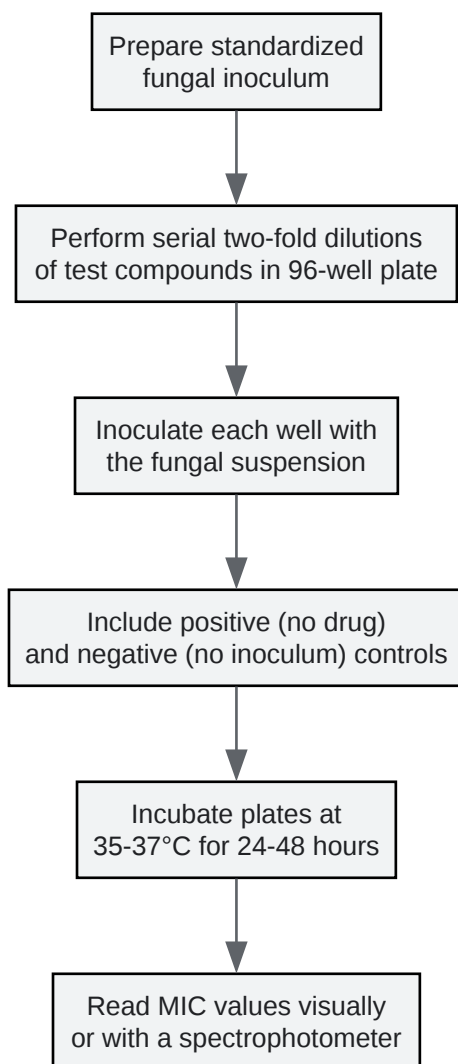 Prepare standardized
fungal inoculum
Perform serial two-fold dilutions
of test compounds in 96-well plate
Inoculate each well with
the fungal suspension
Include positive (no drug)
and negative (no inoculum) controls
Incubate plates at
35-37°C for 24-48 hours
Read MIC values visually
or with a spectrophotometer